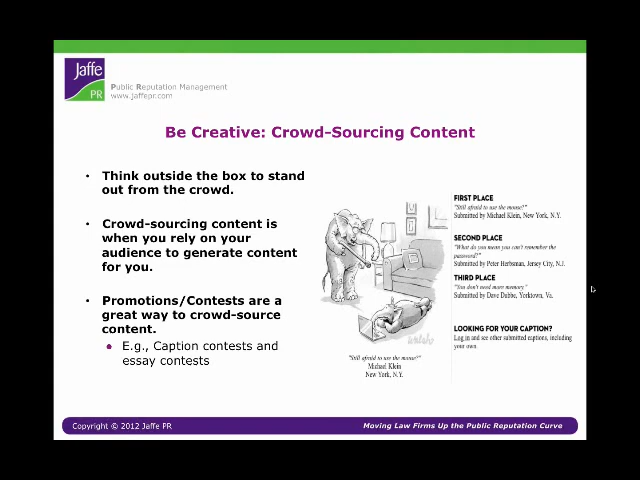 Jaffe
PR
Public Reputation Management
www.jaffepr.com
Be Creative: Crowd-Sourcing Content
• Think outside the box to stand
out from the crowd.
• Crowd-sourcing content is
when you rely on your
audience to generate content
for you.
• Promotions/Contests are a
great way to crowd-source
content.
• E.g., Caption contests and
essay contests
"Still afraid to use the mouse?"
Michael Klein
New York, N.Y.
FIRST PLACE
"Still afraid to use the mouse?"
Submitted by Michael Klein, New York, N.Y.
SECOND PLACE
"What do you mean you can't remember the
password?"
Submitted by Peter Herbsman, Jersey City, N.J.
THIRD PLACE
"You don't need more memory"
Submitted by Dave Dubbe, Yorktown, Va.
LOOKING FOR YOUR CAPTION?
Log in and see other submitted captions, including
your own
Copyright © 2012 Jaffe PR
Moving Law Firms Up the Public Reputation Curve